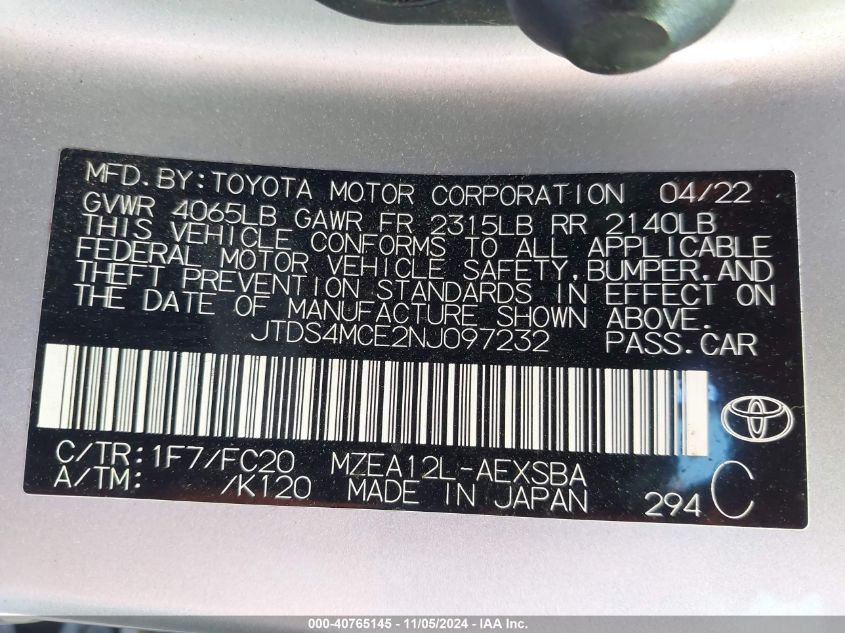 MFD.BY:TOYOTA MOTOR CORPORATION 04/22
GVWR 4065LB GAWR FR 2315LB RR 2140LB
THIS VEHICLE CONFORMS TO ALL APPLICABLE
FEDERAL MOTOR VEHICLE SAFETY,BUMPER,AND
THEFT PREVENTION STANDARDS IN EFFECT ON
THE DATE OF MANUFACTURE SHOWN ABOVE.
JTDS4MCE2NJ097232 PASS.CAR
C/TR:1F7/FC20 MZEA12L-AEXSBA
A/TM: /K120 MADE IN JAPAN 294 C
000-40765145 - 11/05/2024 - IAA Inc.